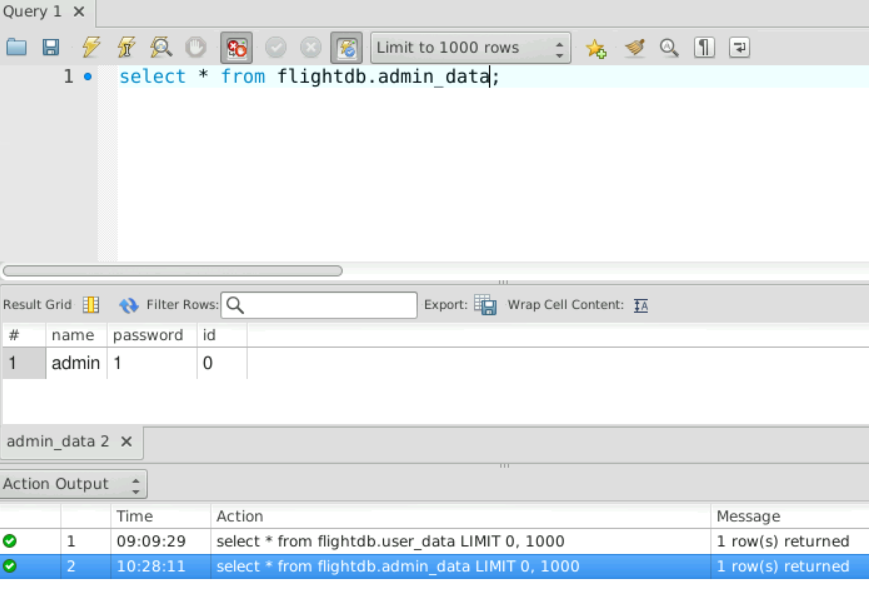 Query 1
Limit to 1000 rows
1 select * from flightdb.admin_data;
Result Grid Filter Rows: Export: Wrap Cell Content:
# name password id
1 admin 1 0
admin_data 2
Action Output
Time Action Message
1 09:09:29 select * from flightdb.user_data LIMIT 0, 1000 1 row(s) returned
2 10:28:11 select * from flightdb.admin_data LIMIT 0, 1000 1 row(s) returned